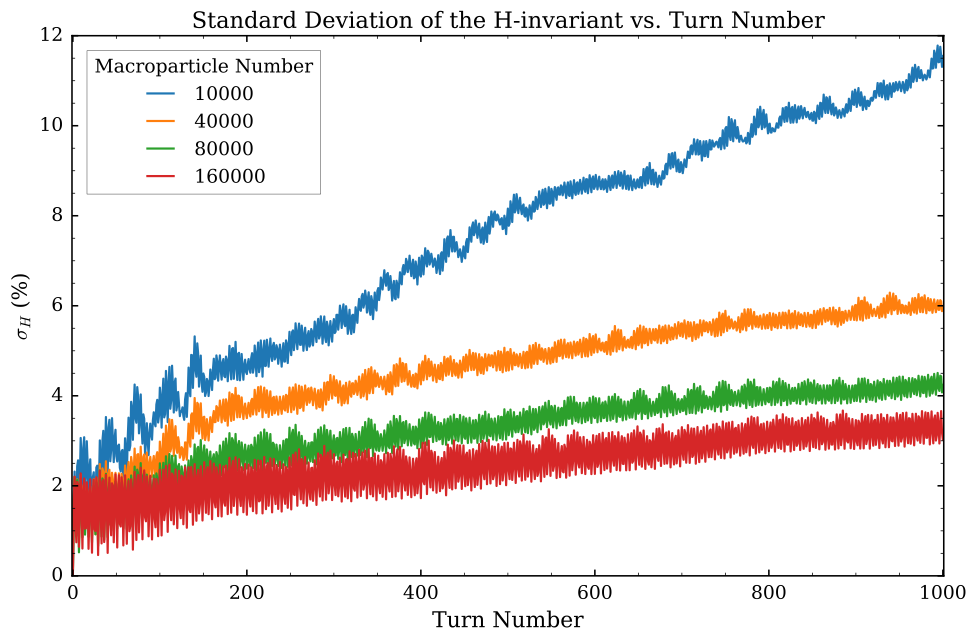 Standard Deviation of the H-invariant vs. Turn Number
12
10
8
6
4
2
0
σ_H (%)
Macroparticle Number
10000
40000
80000
160000
0 200 400 600 800 1000
Turn Number